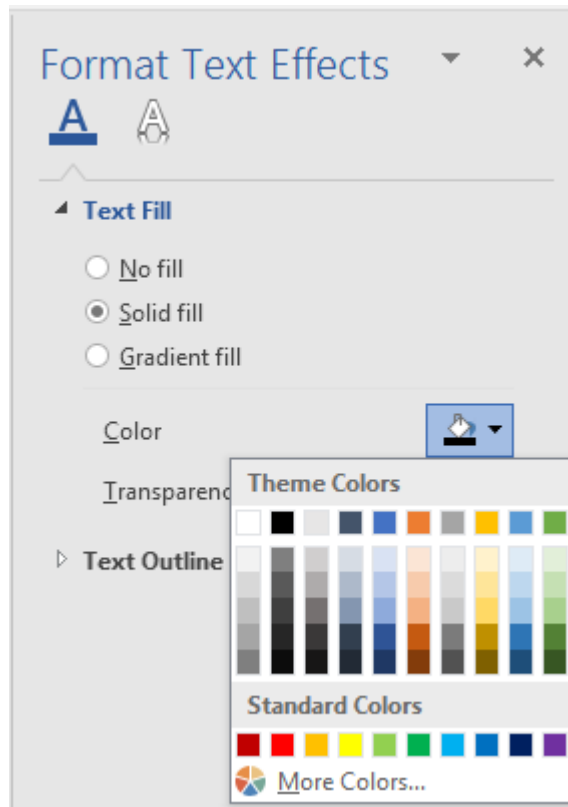 Format Text Effects
A A
Text Fill
No fill
Solid fill
Gradient fill
Color
Transparenc
Theme Colors
Text Outline
Standard Colors
More Colors...